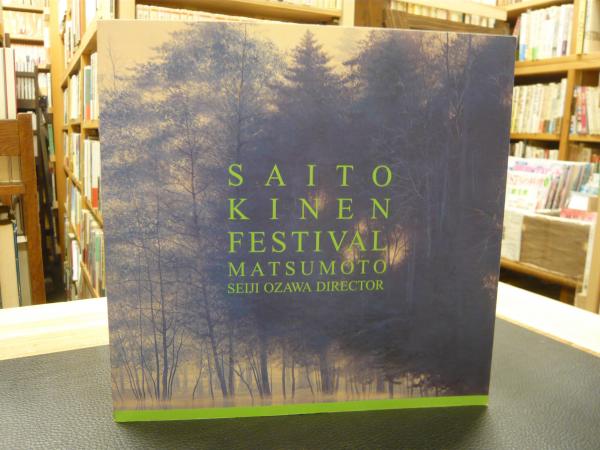 SAITO
KINEN
FESTIVAL
MATSUMOTO
SEIJI OZAWA DIRECTOR